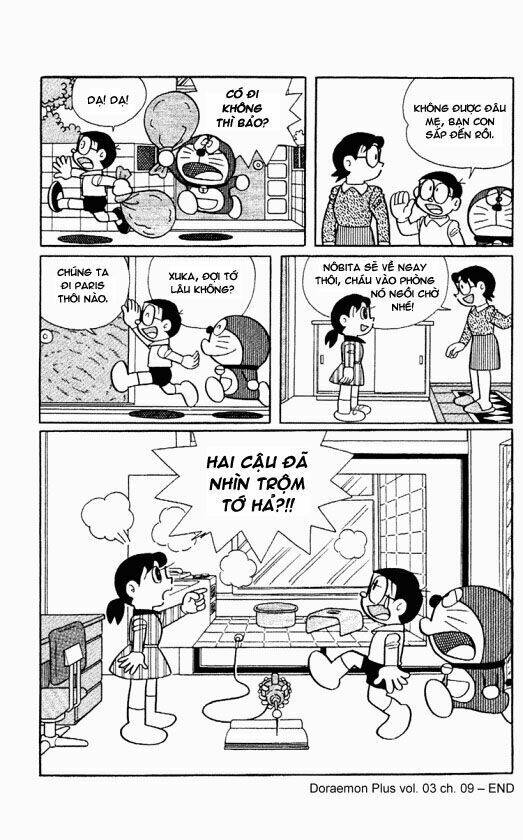 DẠ! DẠ!
CÓ ĐI
KHÔNG
THÌ BẢO?
KHÔNG ĐƯỢC ĐÂU
MẸ, BẠN CON
SẮP ĐẾN RỒI.
CHÚNG TA
ĐI PARIS
THÔI NÀO.
XUKA, ĐỢI TỚ
LÂU KHÔNG?
NÔBITA SẼ VỀ NGAY
THÔI, CHÁU VÀO PHÒNG
NÓ NGỒI CHỜ
NHÉ!
HAI CẬU ĐÃ
NHÌN TRỘM
TỚ HẢ?!!
Doraemon Plus vol. 03 ch. 09 – END